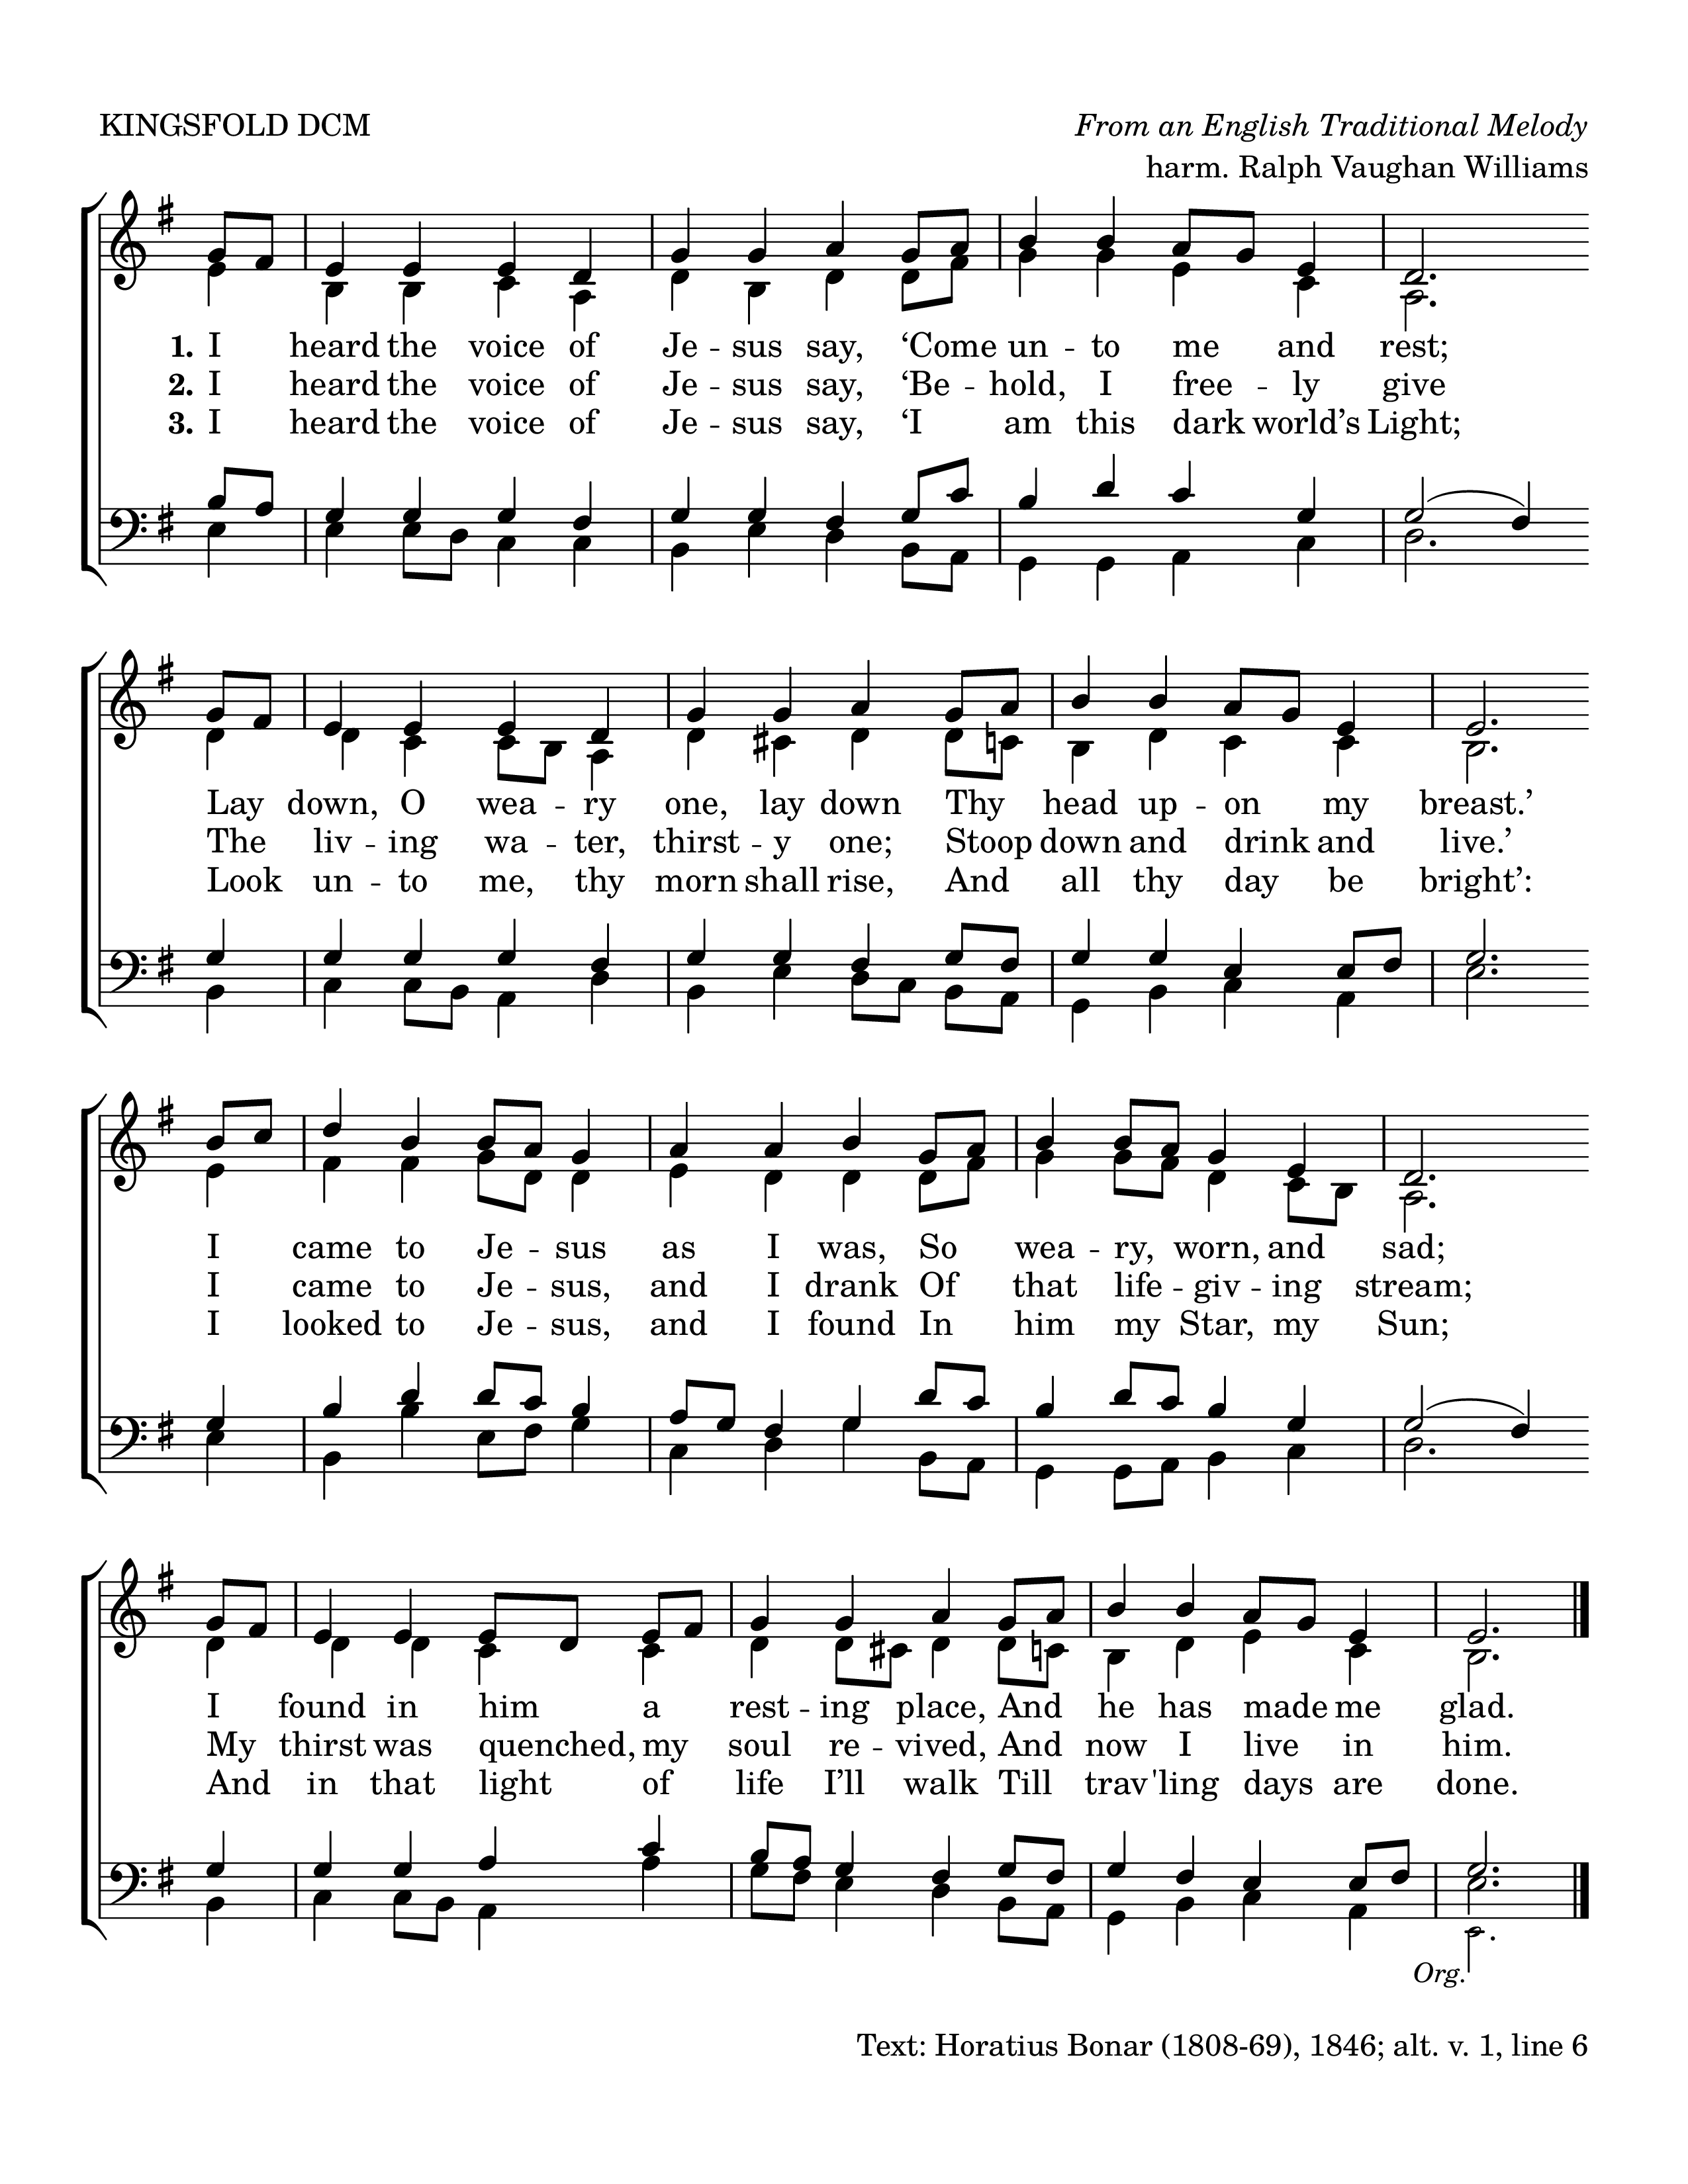 KINGSFOLD DCM
From an English Traditional Melody
harm. Ralph Vaughan Williams
1. I heard the voice of Je - sus say, ‘Come un - to me and rest;
2. I heard the voice of Je - sus say, ‘Be - hold, I free - ly give
3. I heard the voice of Je - sus say, ‘I am this dark world’s Light;
Lay down, O wea - ry one, lay down Thy head up - on my breast.’
The liv - ing wa - ter, thirst - y one; Stoop down and drink and live.’
Look un - to me, thy morn shall rise, And all thy day be bright’:
I came to Je - sus as I was, So wea - ry, worn, and sad;
I came to Je - sus, and I drank Of that life - giv - ing stream;
I looked to Je - sus, and I found In him my Star, my Sun;
I found in him a rest - ing place, And he has made me glad.
My thirst was quenched, my soul re - vived, And now I live in him.
And in that light of life I’ll walk Till trav 'ling days are done.
Org.
Text: Horatius Bonar (1808-69), 1846; alt. v. 1, line 6